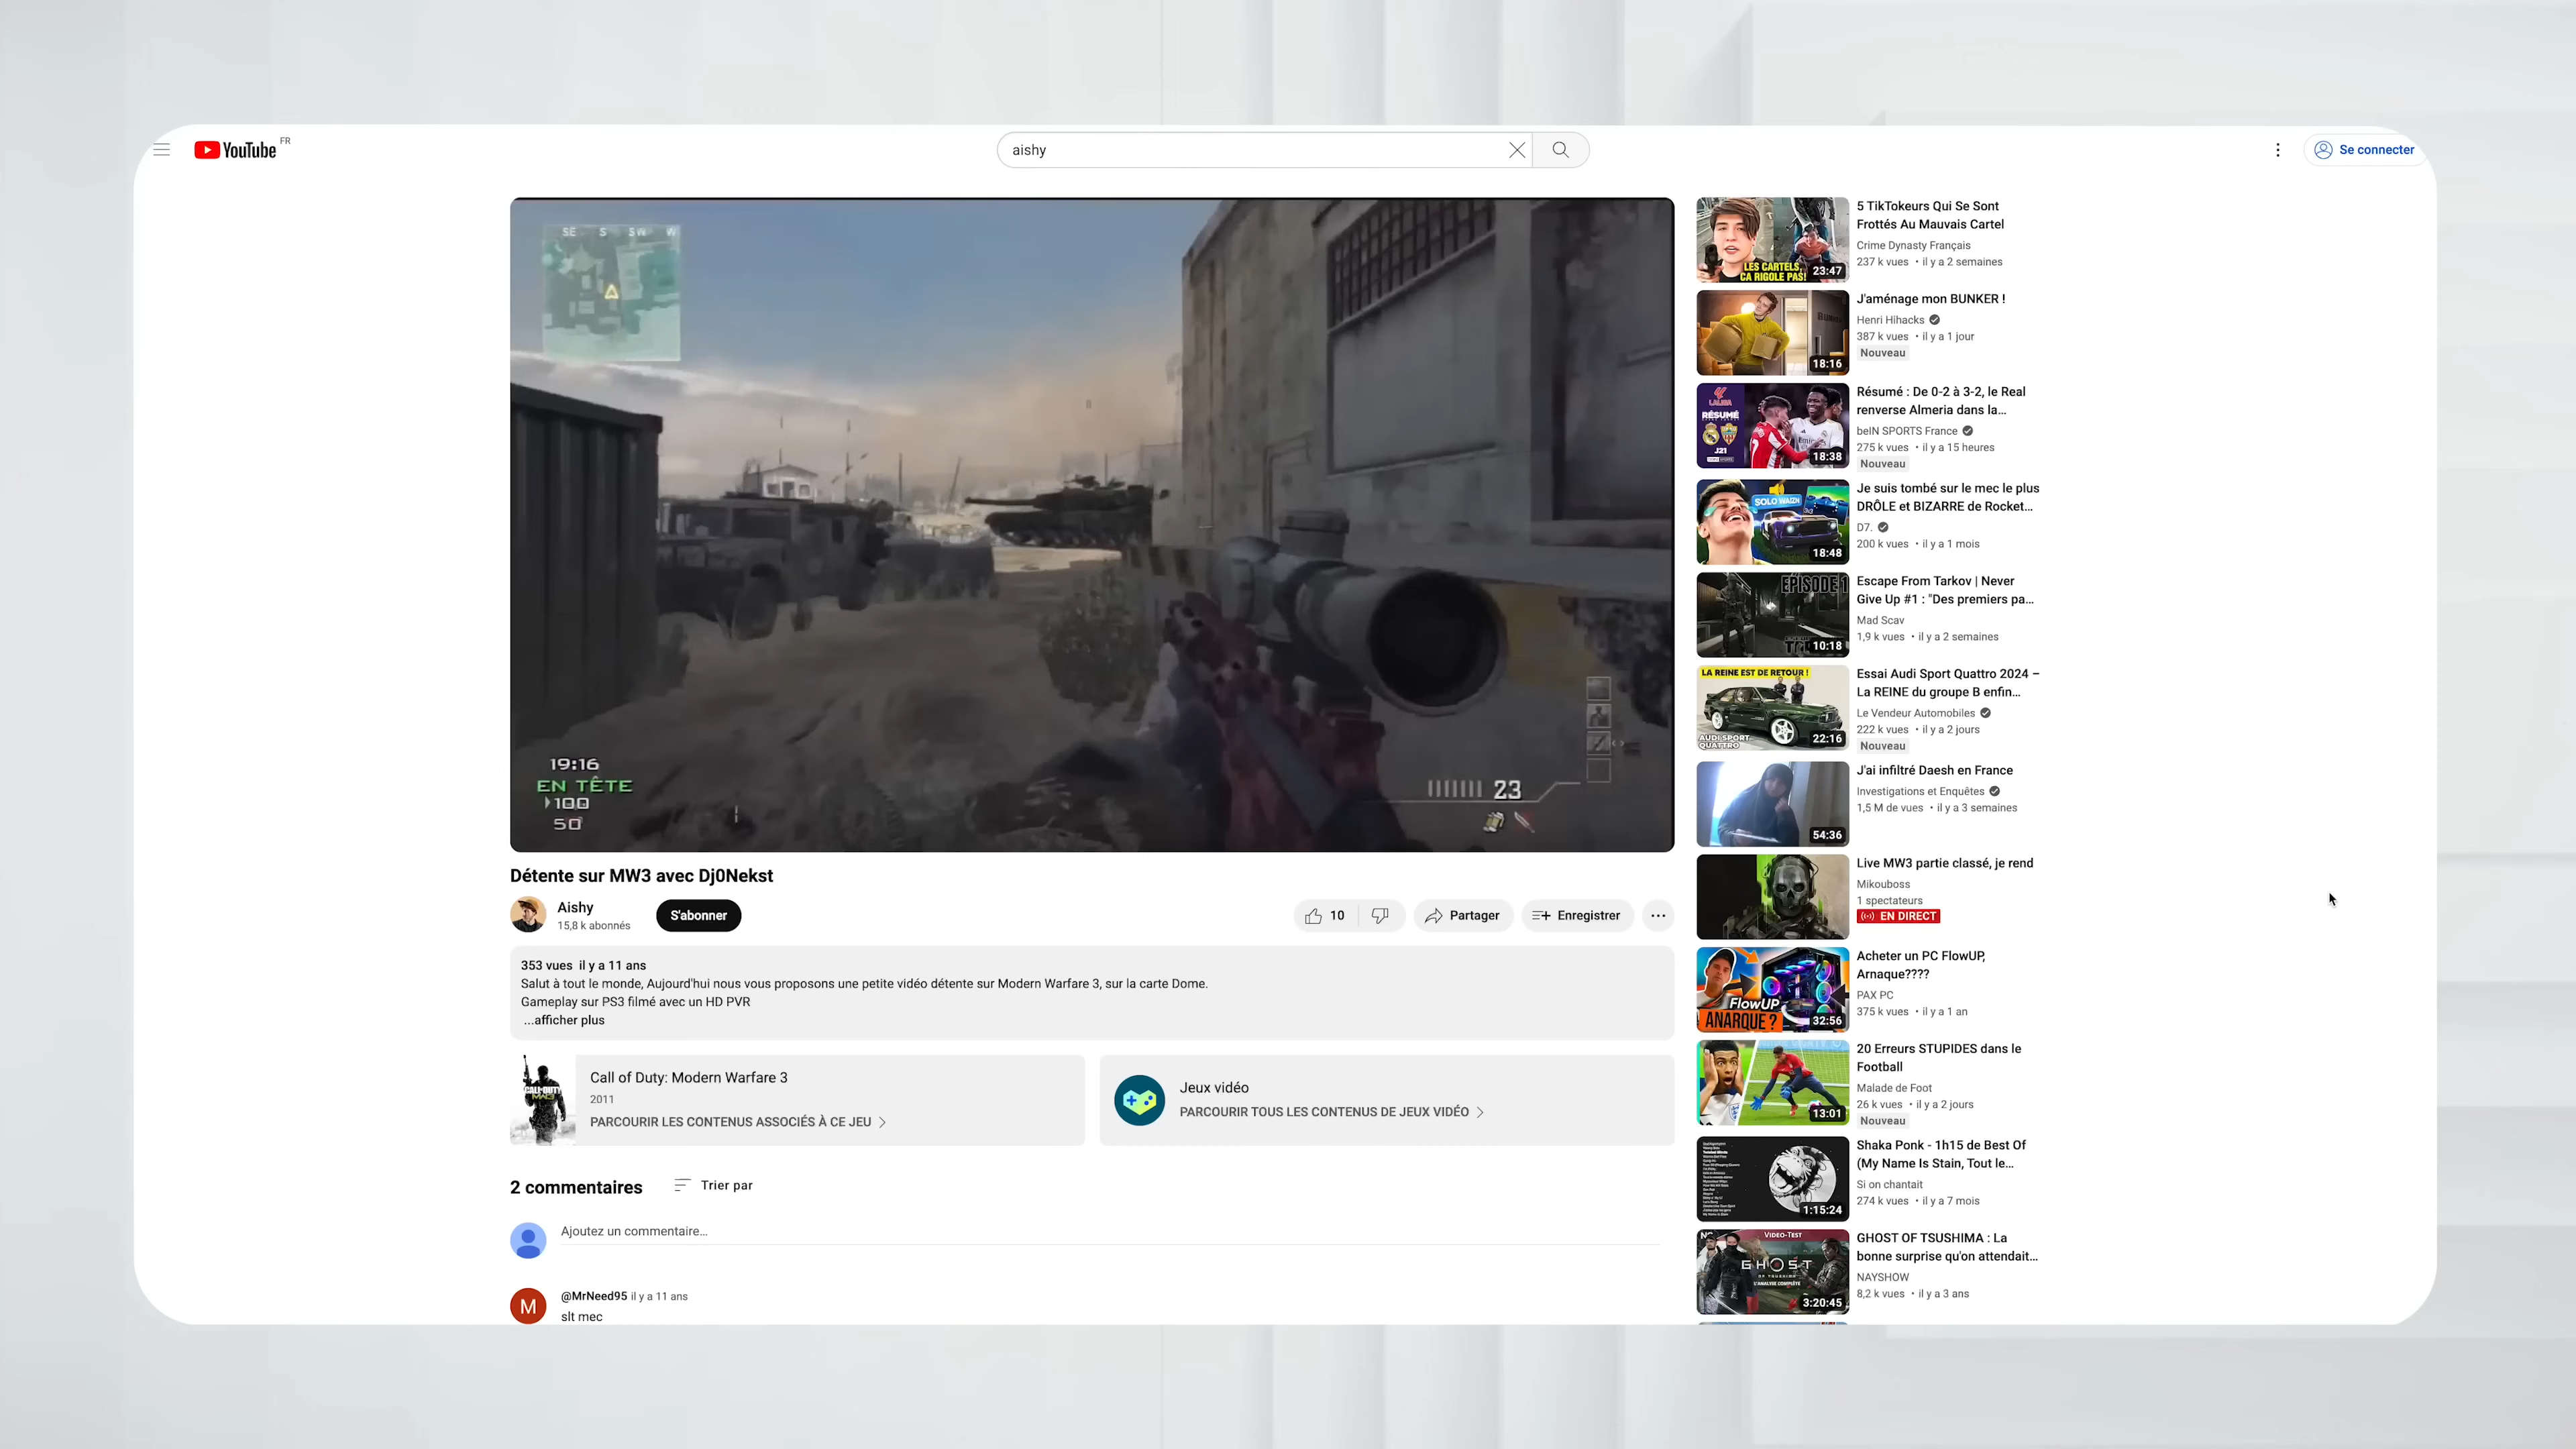 YouTube FR
aishy
Se connecter
SE S SW W
19:16
EN TÊTE
100
50
23
Détente sur MW3 avec Dj0Nekst
Aishy
15,8 k abonnés
S'abonner
10
Partager
Enregistrer
353 vues il y a 11 ans
Salut à tout le monde, Aujourd'hui nous vous proposons une petite vidéo détente sur Modern Warfare 3, sur la carte Dome.
Gameplay sur PS3 filmé avec un HD PVR
...afficher plus
Call of Duty: Modern Warfare 3
2011
PARCOURIR LES CONTENUS ASSOCIÉS À CE JEU
Jeux vidéo
PARCOURIR TOUS LES CONTENUS DE JEUX VIDÉO
2 commentaires
Trier par
Ajoutez un commentaire...
M
@MrNeed95 il y a 11 ans
slt mec
LES CARTELS,
CA RIGOLE PAS!
23:47
5 TikTokeurs Qui Se Sont
Frottés Au Mauvais Cartel
Crime Dynasty Français
237 k vues • il y a 2 semaines
18:16
J'aménage mon BUNKER !
Henri Hihacks
387 k vues • il y a 1 jour
Nouveau
LALIGA
RÉSUMÉ
J21
18:38
Résumé : De 0-2 à 3-2, le Real
renverse Almeria dans la...
beIN SPORTS France
275 k vues • il y a 15 heures
Nouveau
SOLO WAIZN
18:48
Je suis tombé sur le mec le plus
DRÔLE et BIZARRE de Rocket...
D7.
200 k vues • il y a 1 mois
EPISODE 1
10:18
Escape From Tarkov | Never
Give Up #1 : "Des premiers pa...
Mad Scav
1,9 k vues • il y a 2 semaines
LA REINE EST DE RETOUR !
AUDI SPORT
QUATTRO
22:16
Essai Audi Sport Quattro 2024 –
La REINE du groupe B enfin...
Le Vendeur Automobiles
222 k vues • il y a 2 jours
Nouveau
54:36
J'ai infiltré Daesh en France
Investigations et Enquêtes
1,5 M de vues • il y a 3 semaines
Live MW3 partie classé, je rend
Mikouboss
1 spectateurs
EN DIRECT
FlowUP
ANARQUE ?
32:56
Acheter un PC FlowUP,
Arnaque????
PAX PC
375 k vues • il y a 1 an
13:01
20 Erreurs STUPIDES dans le
Football
Malade de Foot
26 k vues • il y a 2 jours
Nouveau
1:15:24
Shaka Ponk - 1h15 de Best Of
(My Name Is Stain, Tout le...
Si on chantait
274 k vues • il y a 7 mois
VIDEO-TEST
GHOST
OF TSUSHIMA
L'ANALYSE COMPLÈTE
3:20:45
GHOST OF TSUSHIMA : La
bonne surprise qu'on attendait...
NAYSHOW
8,2 k vues • il y a 3 ans